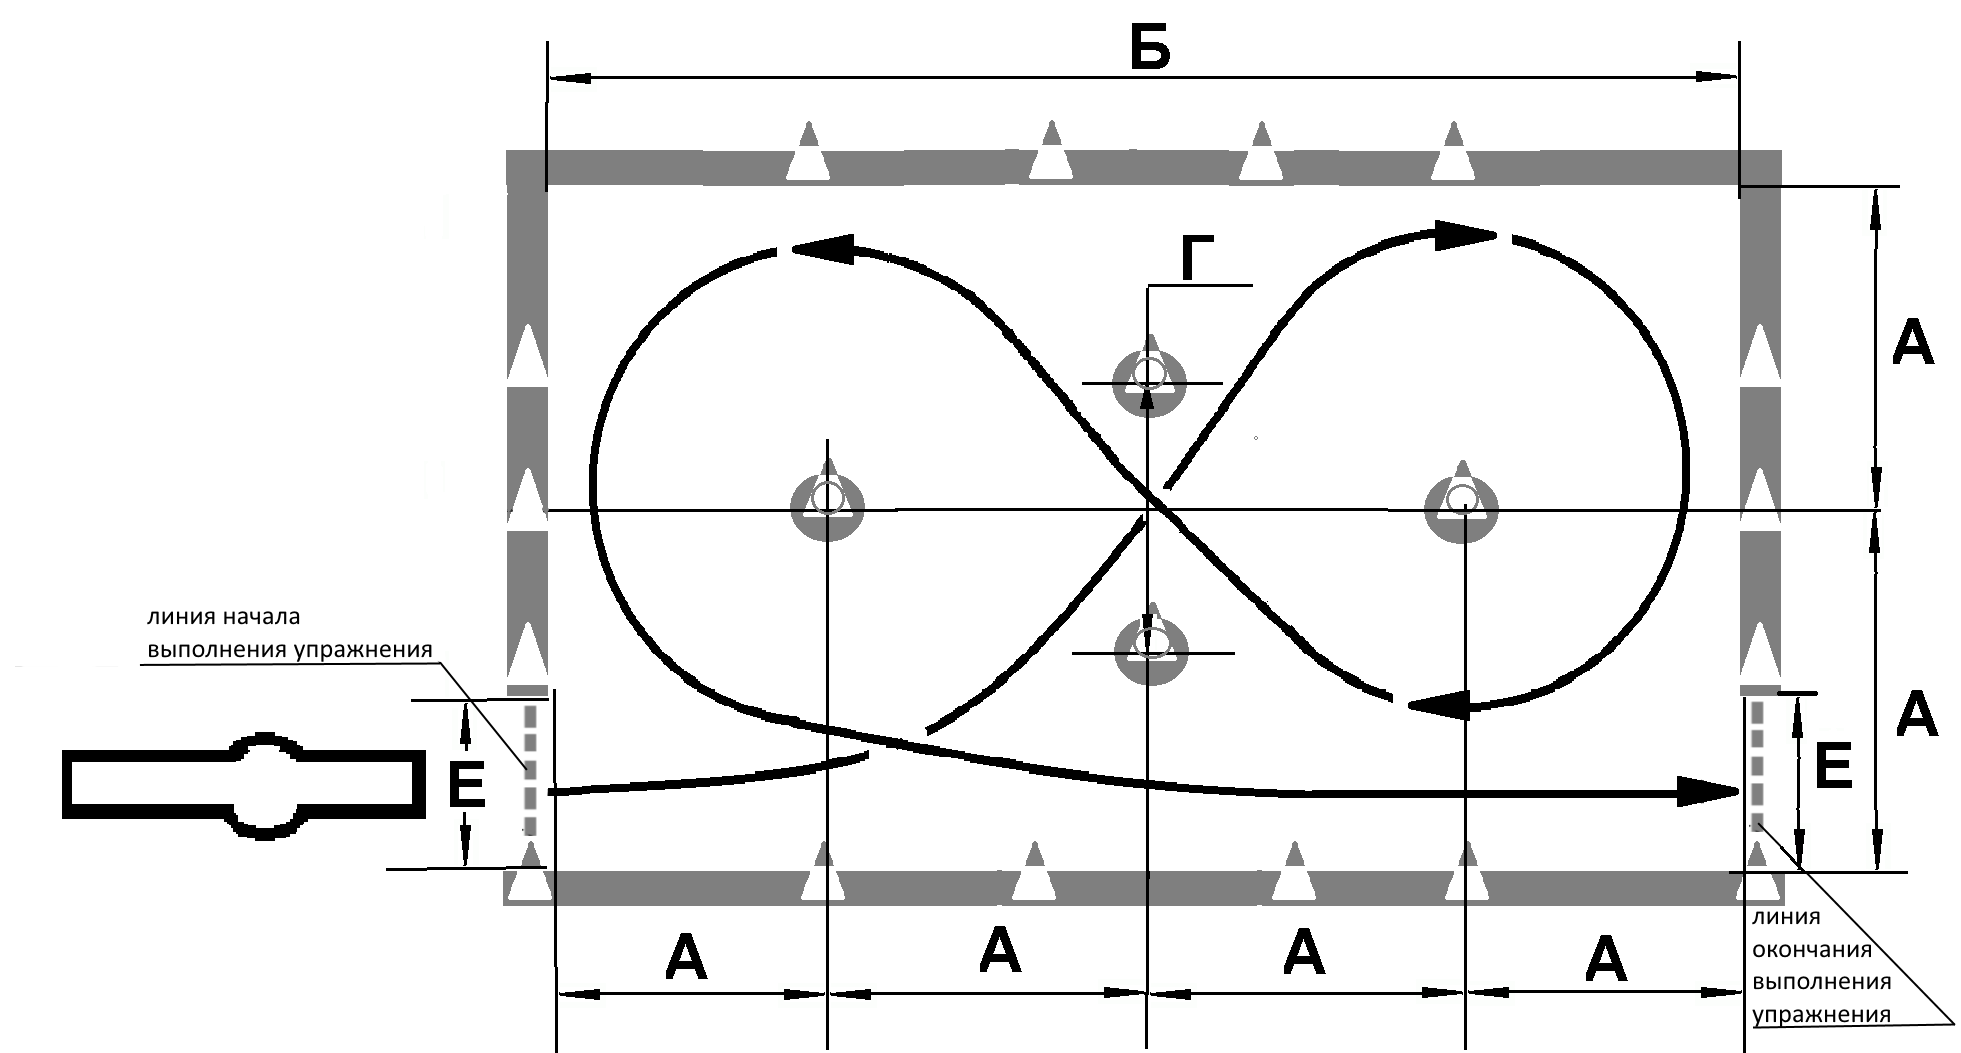 Б
Г
А
линия начала
выполнения упражнения
А
Е
Е
линия
окончания
выполнения
упражнения
А
А
А
А